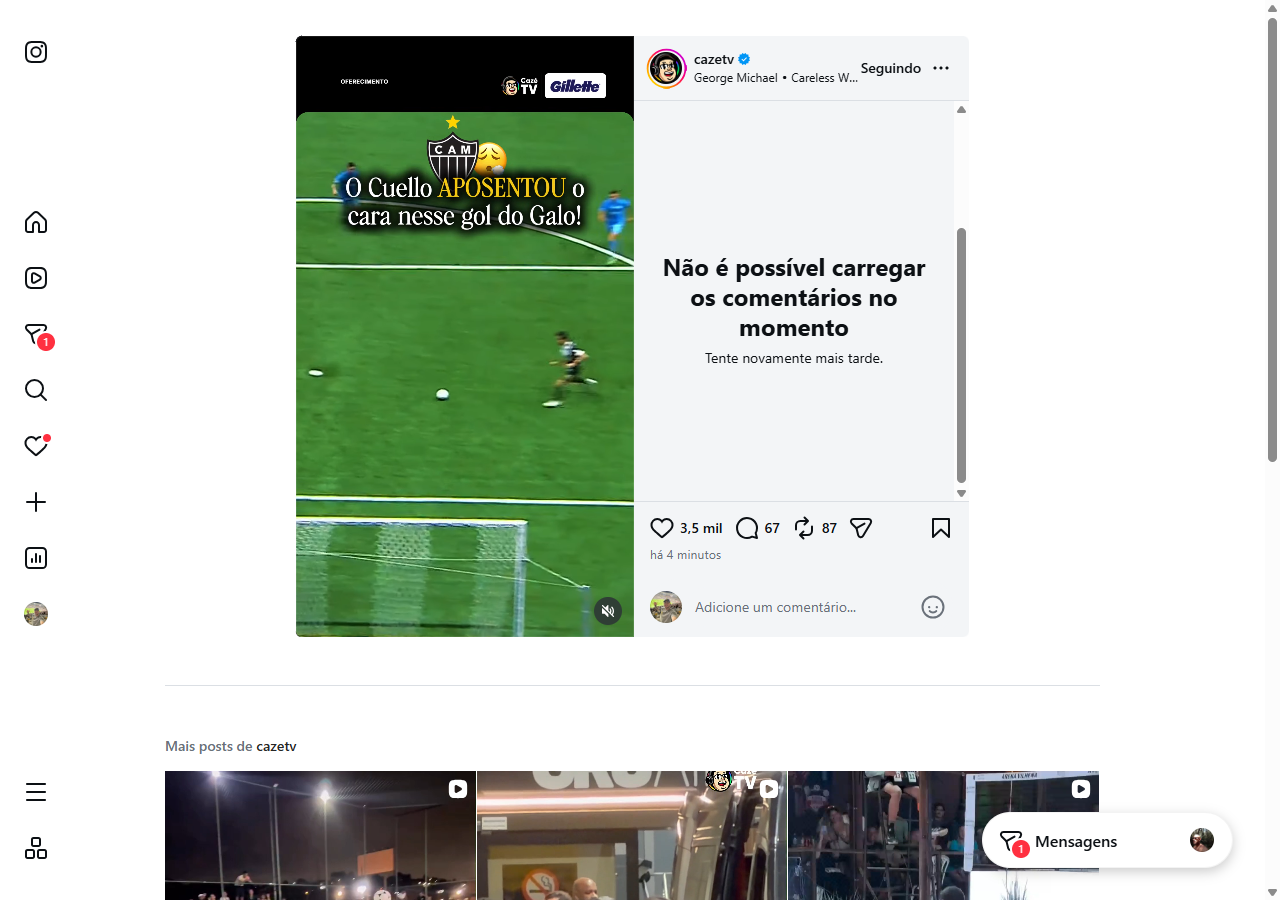 OFERECIMENTO
Cazé
TV
Gillette
CAM
O Cuello APOSENTOU o
cara nesse gol do Galo!
cazetv
George Michael • Careless W...
Seguindo
Não é possível carregar
os comentários no
momento
Tente novamente mais tarde.
3,5 mil
67
87
há 4 minutos
Adicione um comentário...
1
Mais posts de cazetv
TV
1
Mensagens